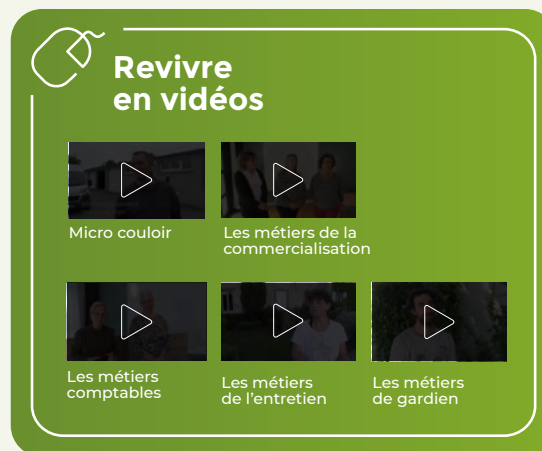 Revivre
en vidéos
Micro couloir
Les métiers de la
commercialisation
Les métiers
comptables
Les métiers
de l’entretien
Les métiers
de gardien